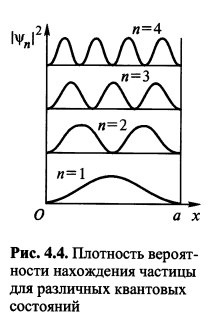 |ψₙ|²
n=4
n=3
n=2
n=1
O a x
Рис. 4.4. Плотность вероят-
ности нахождения частицы
для различных квантовых
состояний